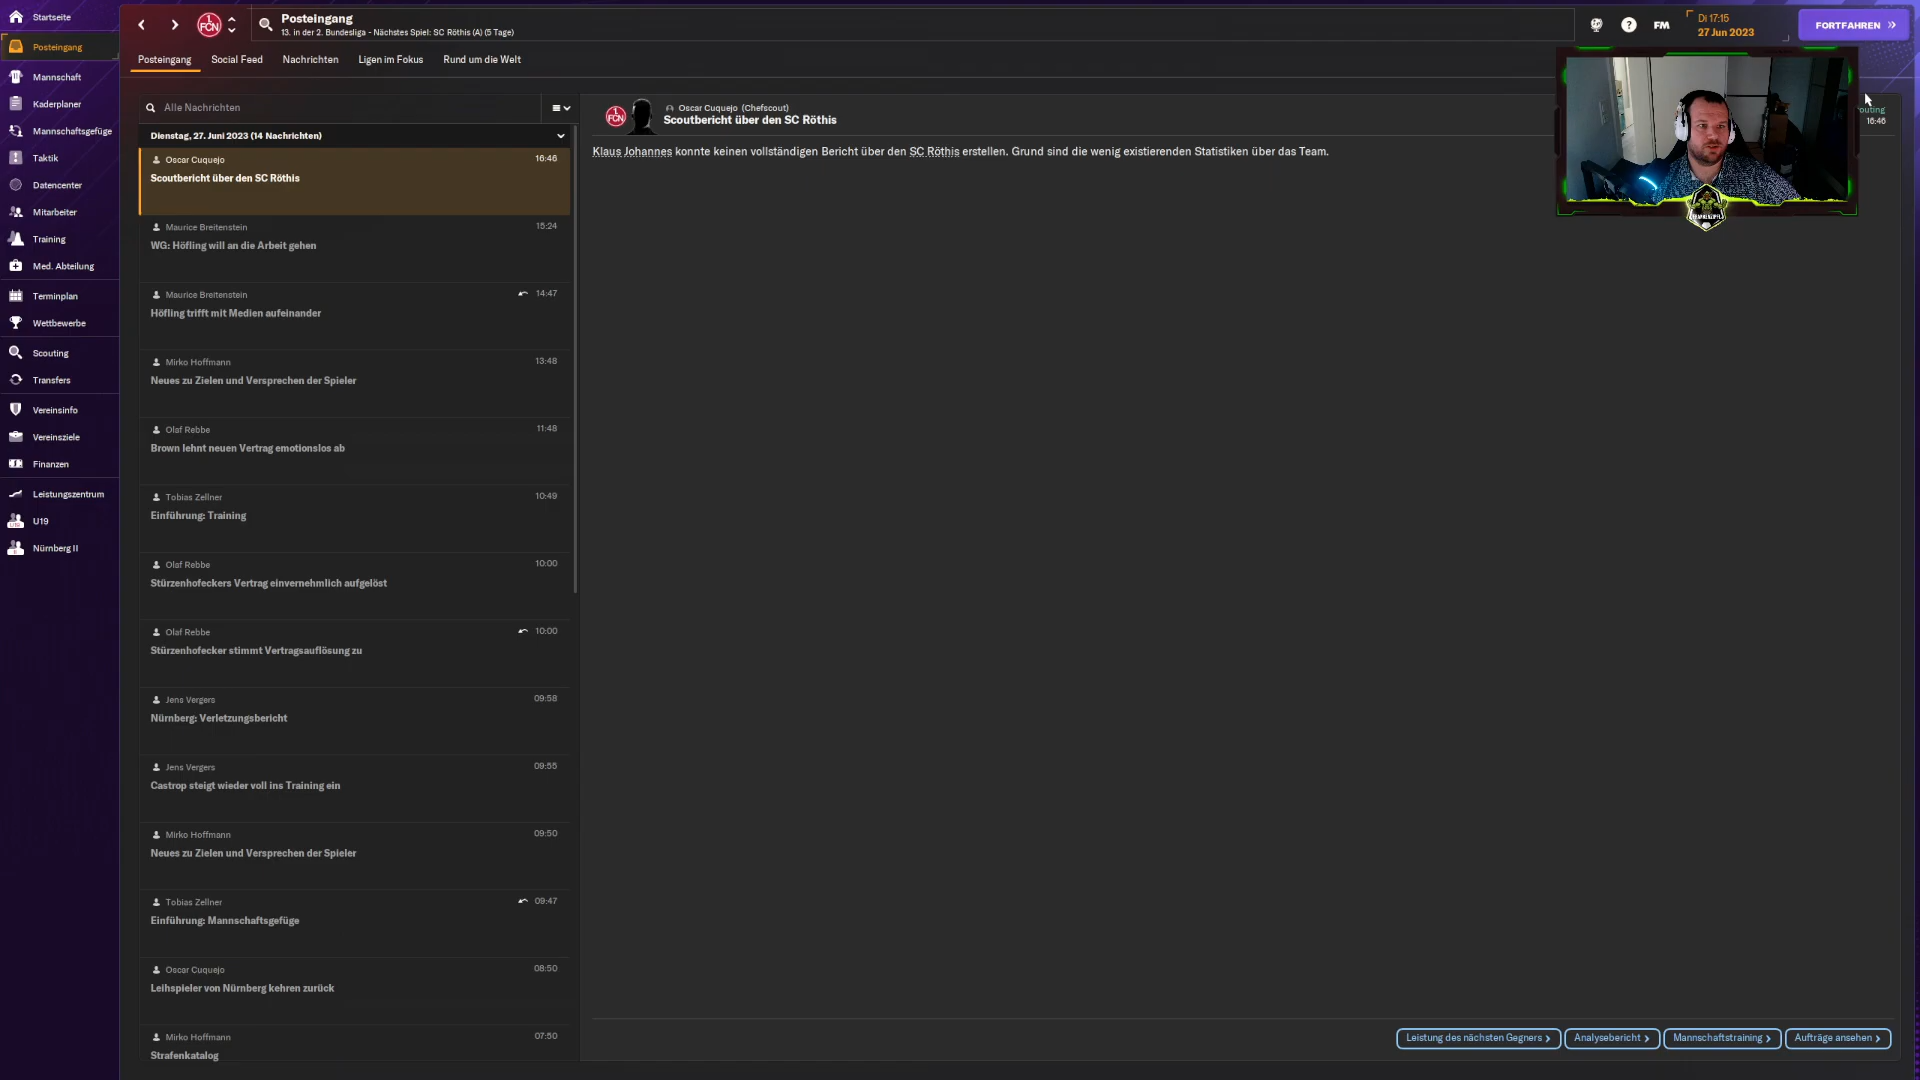 Startseite
Posteingang
Mannschaft
Kaderplaner
Mannschaftsgefüge
Taktik
Datencenter
Mitarbeiter
Training
Med. Abteilung
Terminplan
Wettbewerbe
Scouting
Transfers
Vereinsinfo
Vereinsziele
Finanzen
Leistungszentrum
U19
Nürnberg II
Posteingang
13. in der 2. Bundesliga - Nächstes Spiel: SC Röthis (A) (5 Tage)
FM
Di 17:15
27 Jun 2023
FORTFAHREN
Posteingang Social Feed Nachrichten Ligen im Fokus Rund um die Welt
Alle Nachrichten
Dienstag, 27. Juni 2023 (14 Nachrichten)
Oscar Cuquejo 16:46
Scoutbericht über den SC Röthis
Maurice Breitenstein 15:24
WG: Höfling will an die Arbeit gehen
Maurice Breitenstein 14:47
Höfling trifft mit Medien aufeinander
Mirko Hoffmann 13:48
Neues zu Zielen und Versprechen der Spieler
Olaf Rebbe 11:48
Brown lehnt neuen Vertrag emotionslos ab
Tobias Zellner 10:49
Einführung: Training
Olaf Rebbe 10:00
Stürzenhofeckers Vertrag einvernehmlich aufgelöst
Olaf Rebbe 10:00
Stürzenhofecker stimmt Vertragsauflösung zu
Jens Vergers 09:58
Nürnberg: Verletzungsbericht
Jens Vergers 09:55
Castrop steigt wieder voll ins Training ein
Mirko Hoffmann 09:50
Neues zu Zielen und Versprechen der Spieler
Tobias Zellner 09:47
Einführung: Mannschaftsgefüge
Oscar Cuquejo 08:50
Leihspieler von Nürnberg kehren zurück
Mirko Hoffmann 07:50
Strafenkatalog
Oscar Cuquejo (Chefscout)
Scoutbericht über den SC Röthis
16:46
Klaus Johannes konnte keinen vollständigen Bericht über den SC Röthis erstellen. Grund sind die wenig existierenden Statistiken über das Team.
Leistung des nächsten Gegners Analysebericht Mannschaftstraining Aufträge ansehen